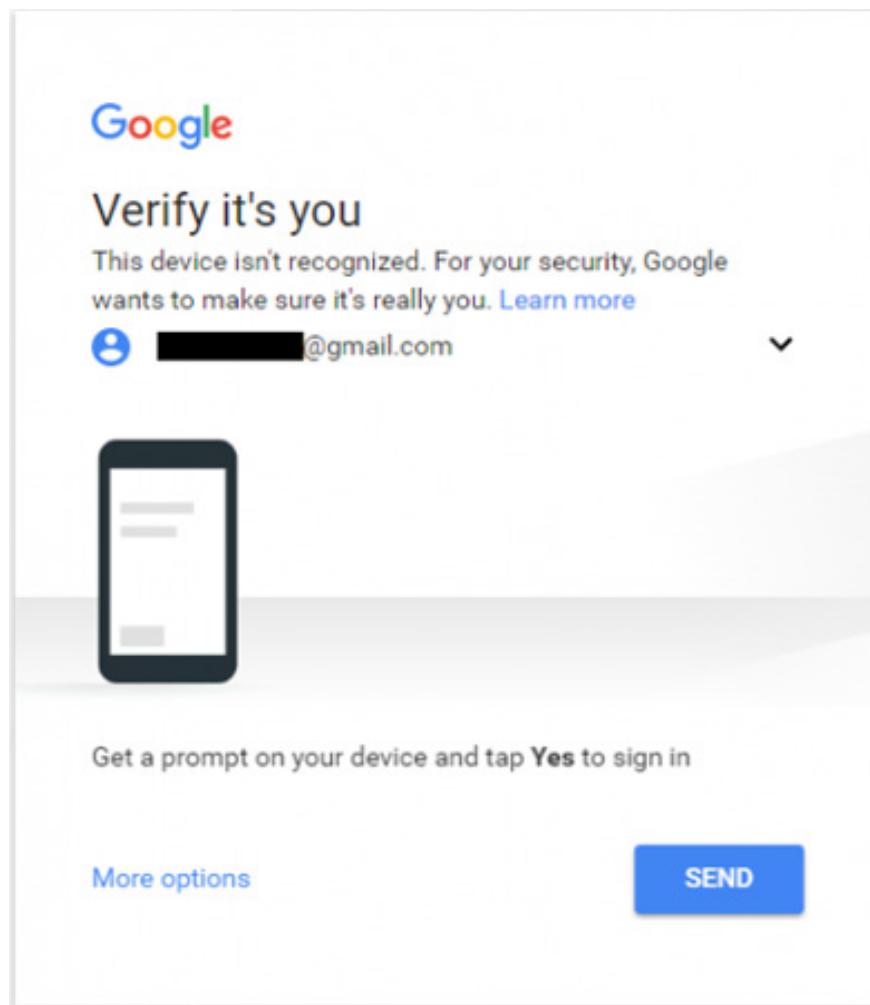 Google
Verify it's you
This device isn't recognized. For your security, Google
wants to make sure it's really you. Learn more
@gmail.com
Get a prompt on your device and tap Yes to sign in
More options
SEND